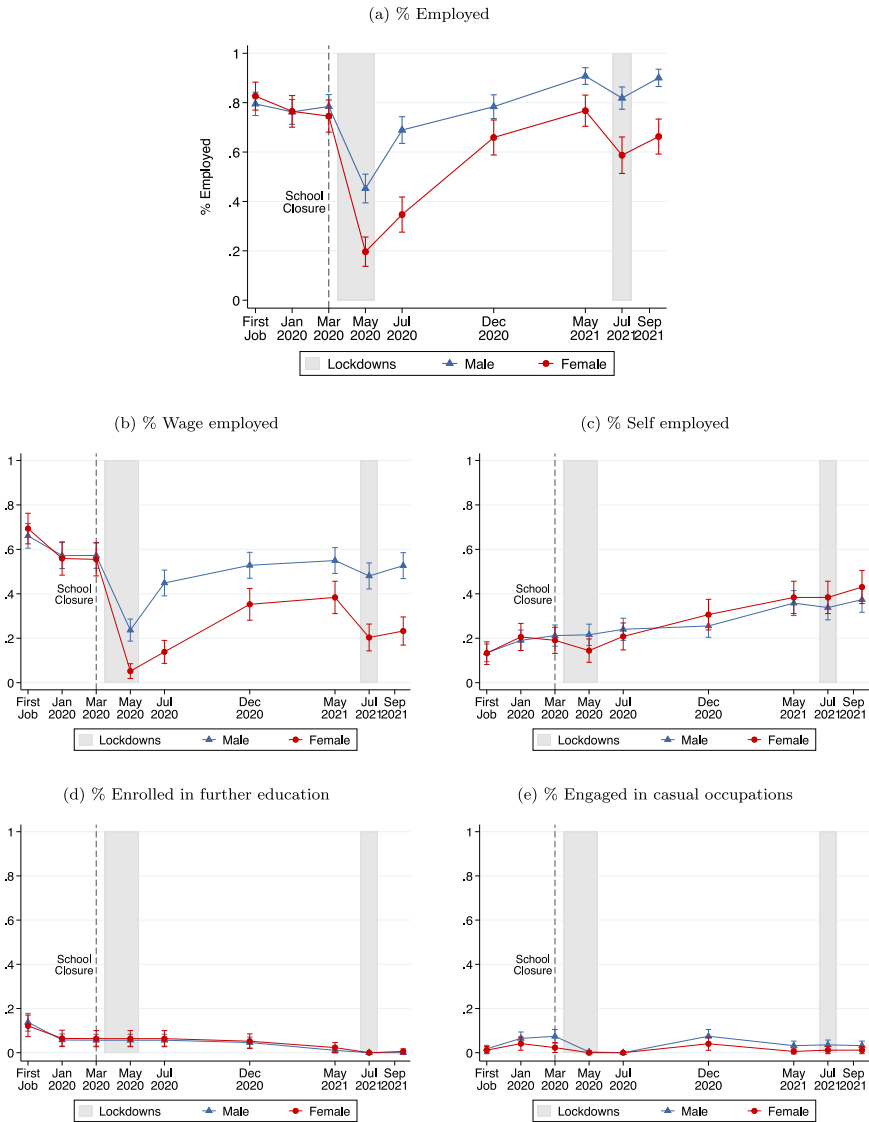 (a) % Employed
% Employed
1
.8
.6
.4
.2
0
School
Closure
First Jan Mar May Jul Dec May Jul Sep
Job 2020 2020 2020 2020 2020 2021 2021 2021
Lockdowns Male Female
(b) % Wage employed
1
.8
.6
.4
.2
0
School
Closure
First Jan Mar May Jul Dec May Jul Sep
Job 2020 2020 2020 2020 2020 2021 2021 2021
Lockdowns Male Female
(c) % Self employed
1
.8
.6
.4
.2
0
School
Closure
First Jan Mar May Jul Dec May Jul Sep
Job 2020 2020 2020 2020 2020 2021 2021 2021
Lockdowns Male Female
(d) % Enrolled in further education
1
.8
.6
.4
.2
0
School
Closure
First Jan Mar May Jul Dec May Jul Sep
Job 2020 2020 2020 2020 2020 2021 2021 2021
Lockdowns Male Female
(e) % Engaged in casual occupations
1
.8
.6
.4
.2
0
School
Closure
First Jan Mar May Jul Dec May Jul Sep
Job 2020 2020 2020 2020 2020 2021 2021 2021
Lockdowns Male Female